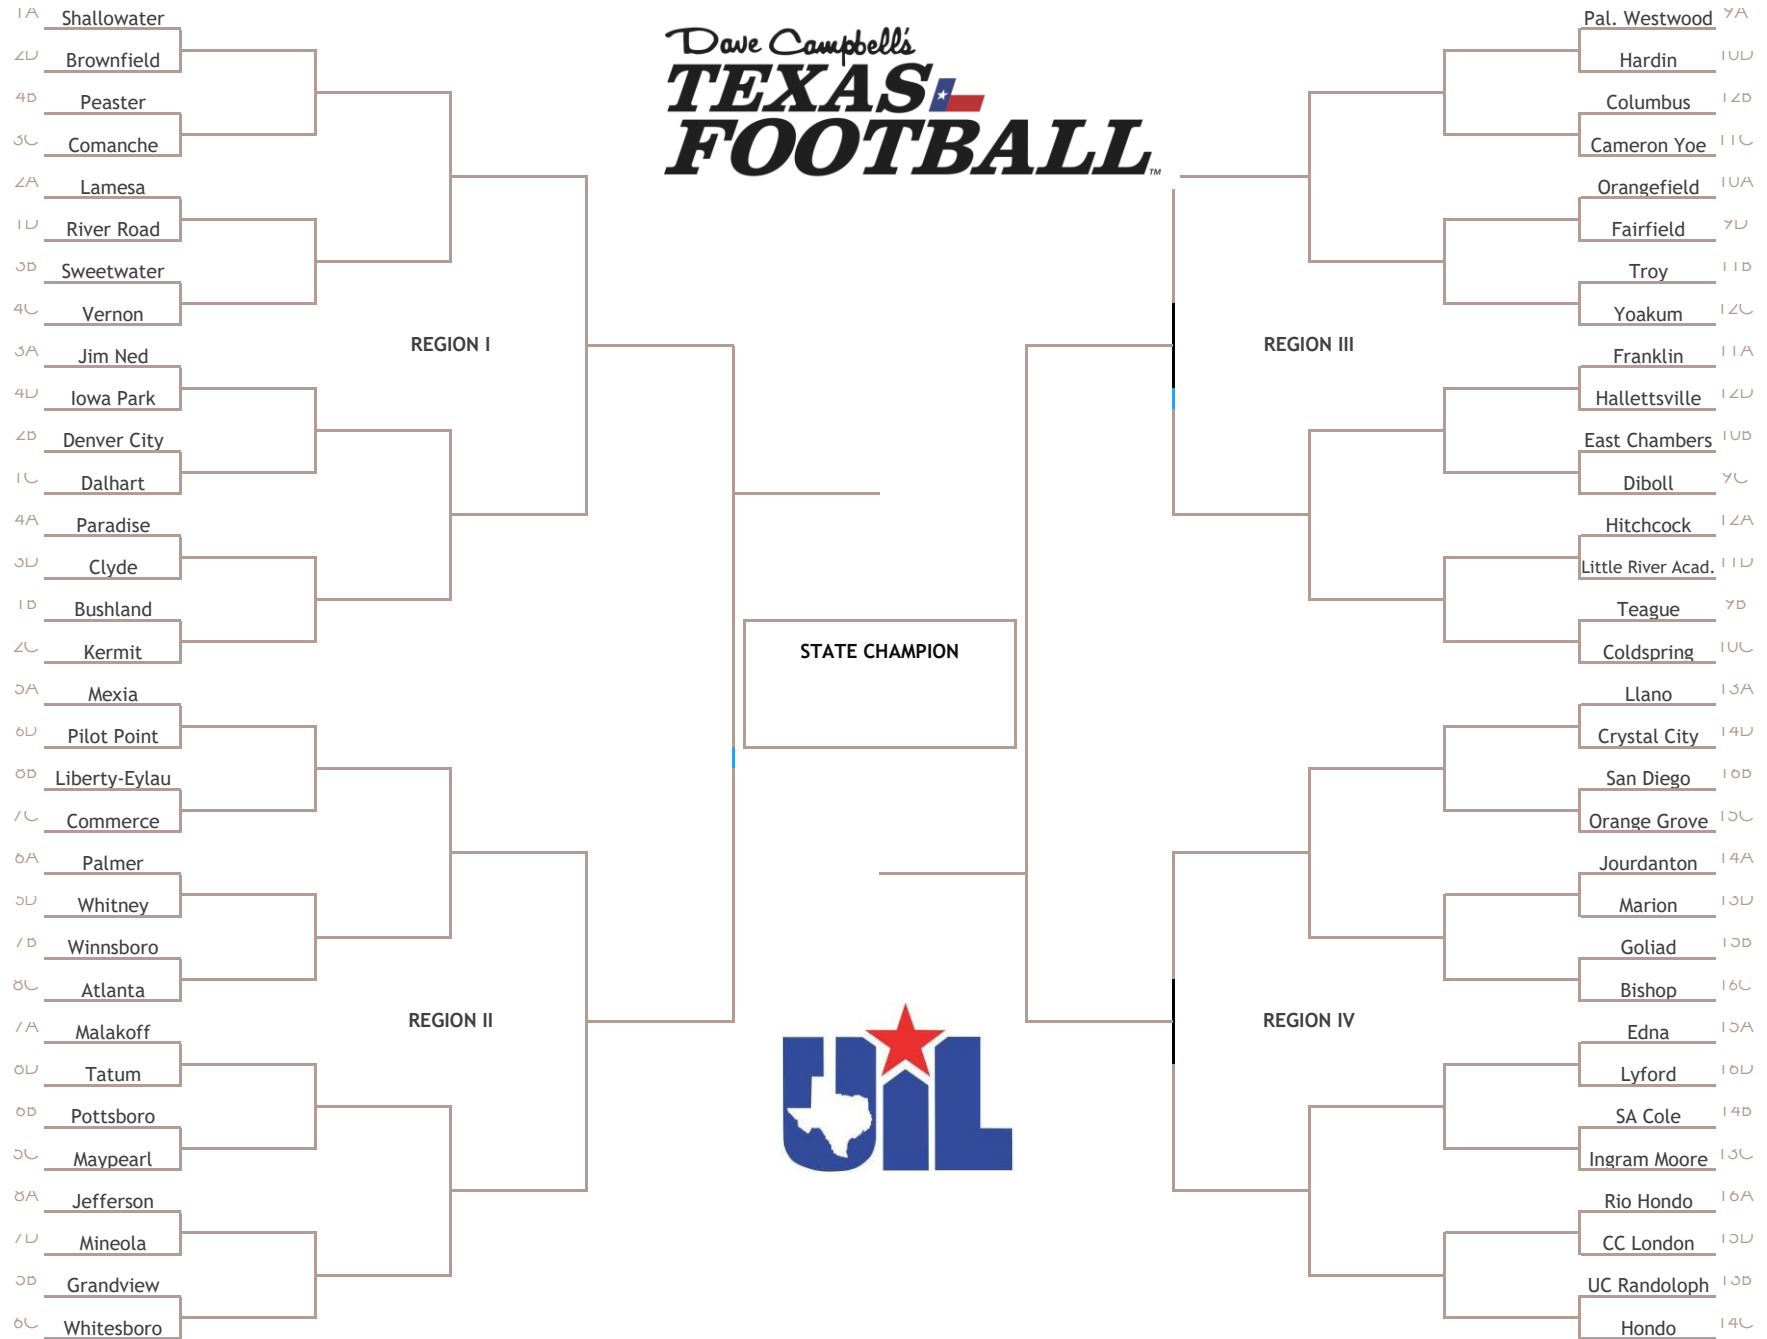 Dave Campbell's
TEXAS
FOOTBALL™
1A Shallowater
2D Brownfield
4B Peaster
3C Comanche
2A Lamesa
1D River Road
3B Sweetwater
4C Vernon
REGION I
3A Jim Ned
4D Iowa Park
2B Denver City
1C Dalhart
4A Paradise
3D Clyde
1B Bushland
2C Kermit
5A Mexia
6D Pilot Point
8B Liberty-Eylau
7C Commerce
6A Palmer
5D Whitney
7B Winnsboro
8C Atlanta
REGION II
7A Malakoff
8D Tatum
6B Pottsboro
5C Maypearl
8A Jefferson
7D Mineola
5B Grandview
6C Whitesboro
STATE CHAMPION
UIL
Pal. Westwood 9A
Hardin 10D
Columbus 12B
Cameron Yoe 11C
Orangefield 10A
Fairfield 9D
Troy 11B
Yoakum 12C
REGION III
Franklin 11A
Hallettsville 12D
East Chambers 10B
Diboll 9C
Hitchcock 12A
Little River Acad. 11D
Teague 9B
Coldspring 10C
Llano 13A
Crystal City 14D
San Diego 16B
Orange Grove 15C
Jourdanton 14A
Marion 13D
Goliad 15B
Bishop 16C
REGION IV
Edna 15A
Lyford 16D
SA Cole 14B
Ingram Moore 13C
Rio Hondo 16A
CC London 15D
UC Randoloph 13B
Hondo 14C